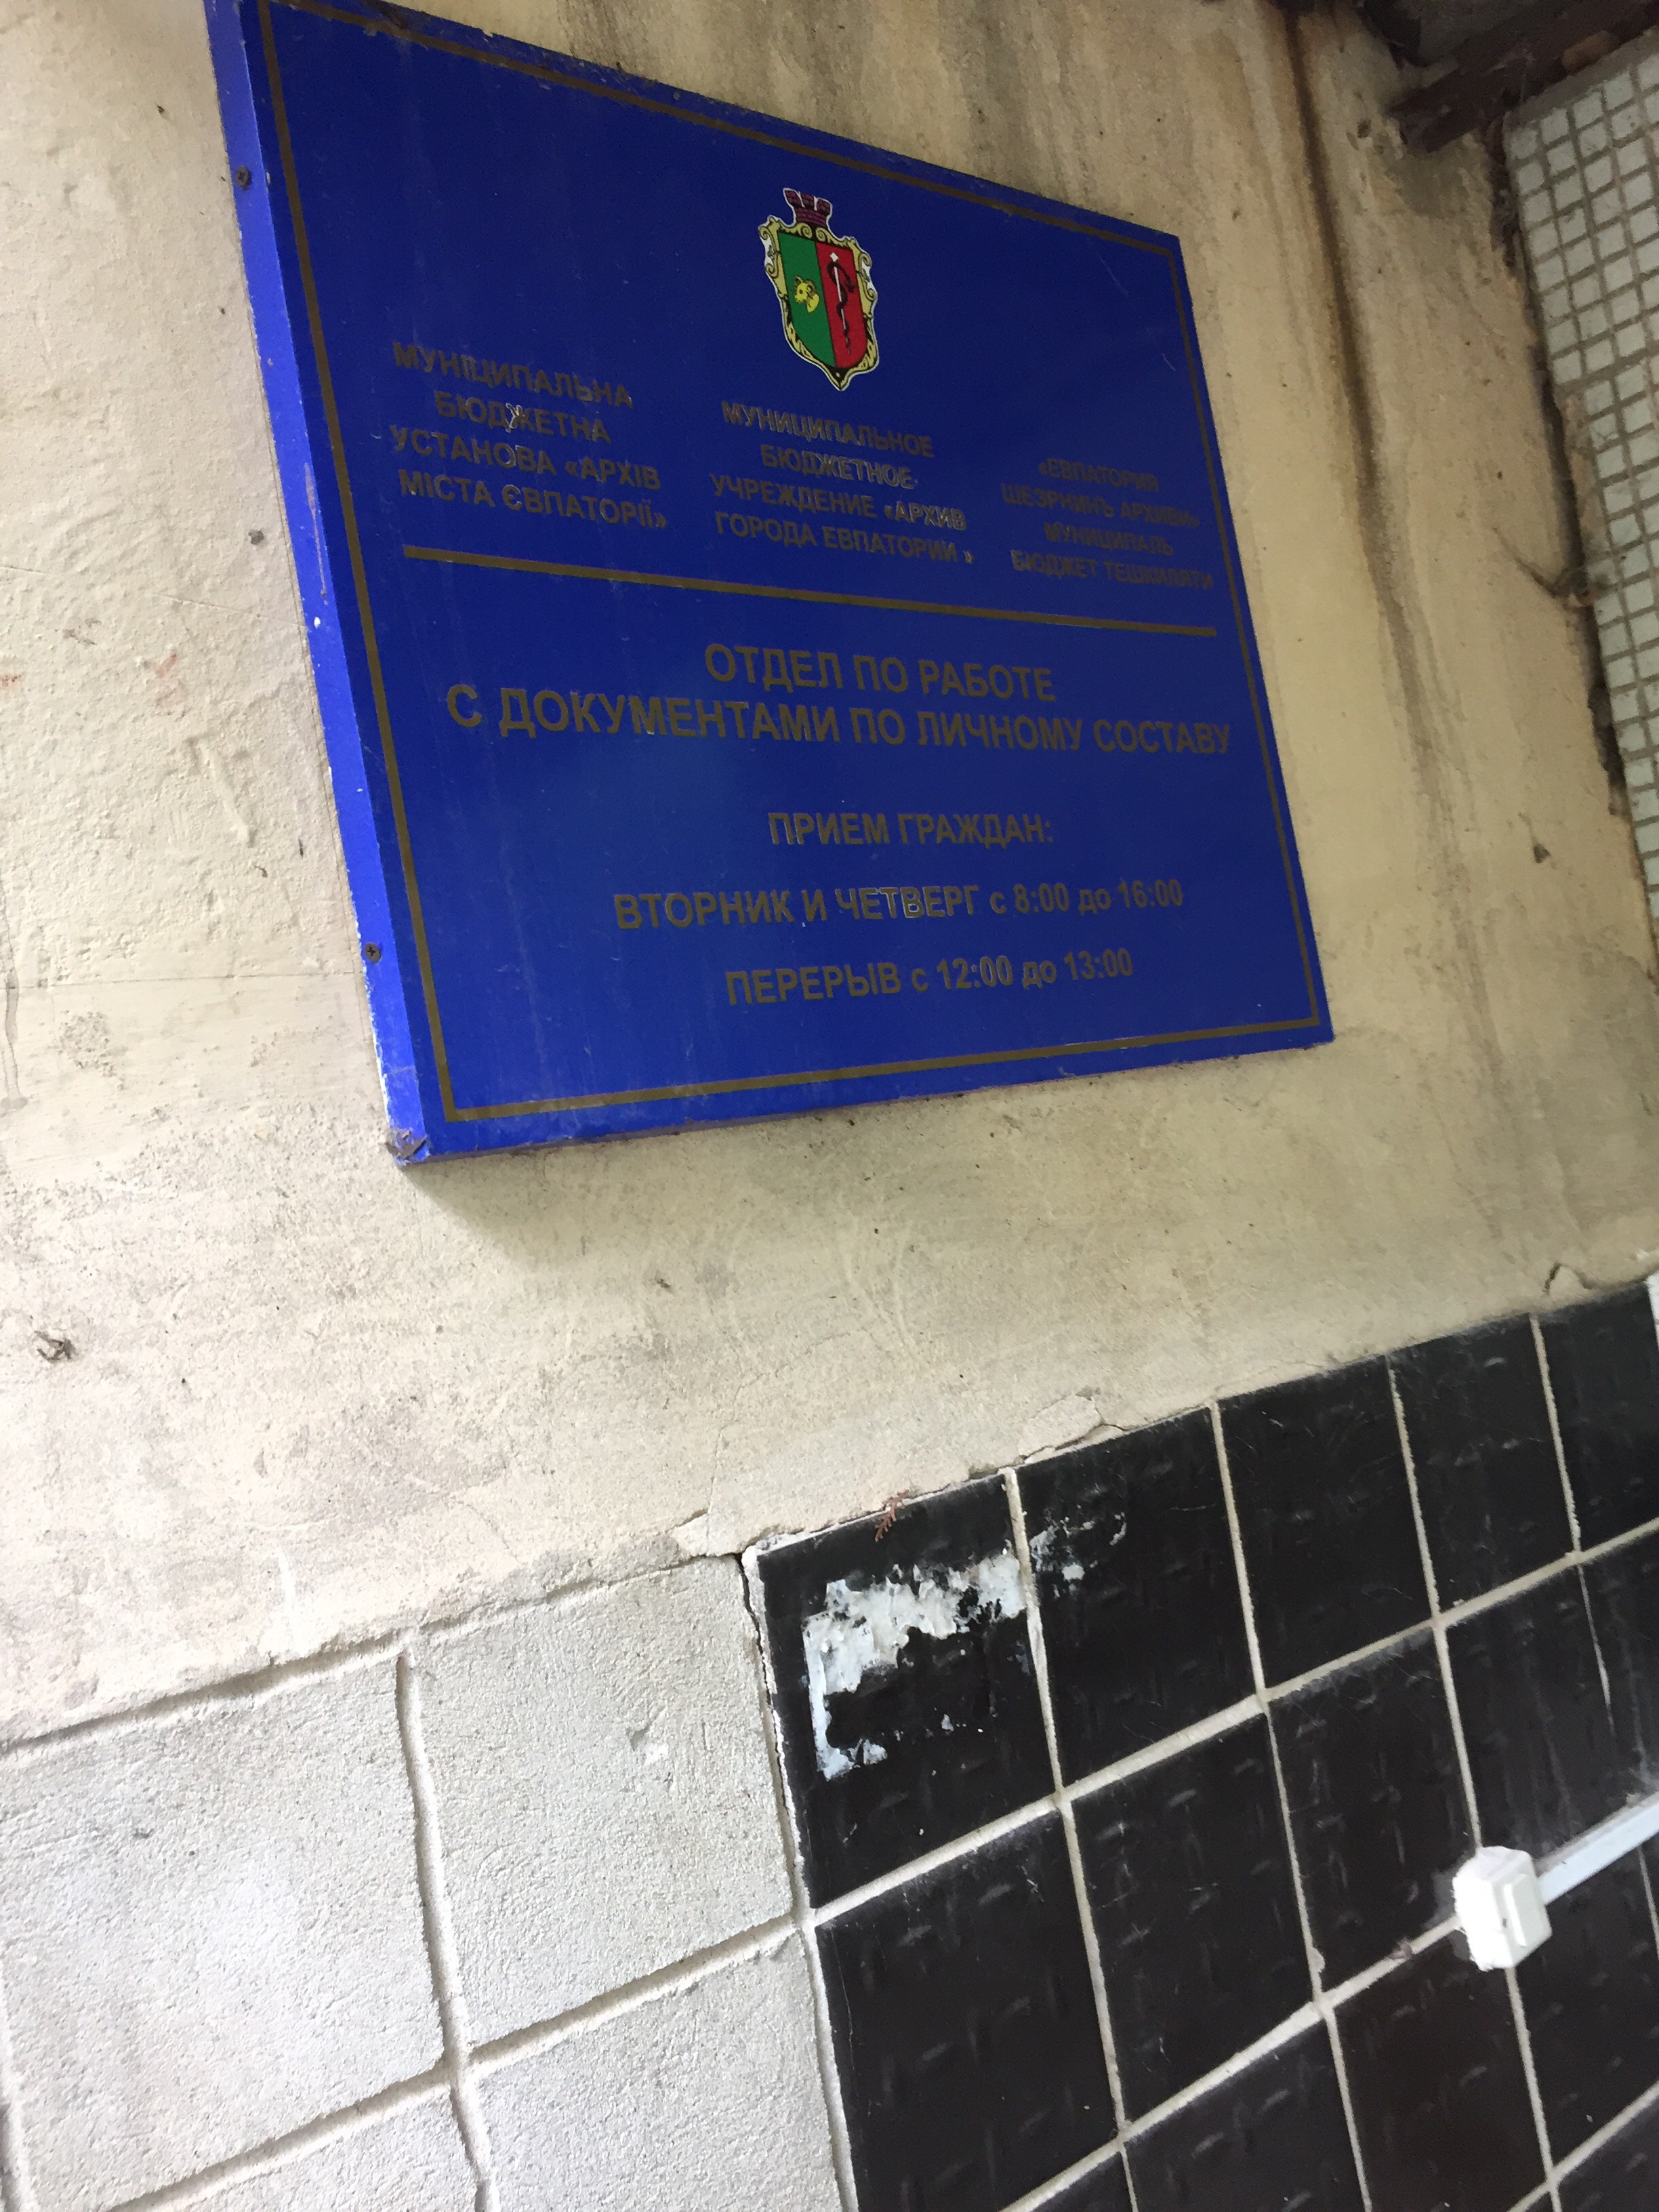 МУНІЦИПАЛЬНА
БЮДЖЕТНА
УСТАНОВА «АРХІВ
МІСТА ЄВПАТОРІЇ»
МУНИЦИПАЛЬНОЕ
БЮДЖЕТНОЕ
УЧРЕЖДЕНИЕ «АРХИВ
ГОРОДА ЕВПАТОРИИ »
«ЕВПАТОРИЯ
ШЕЭРНИНЪ АРХИВИ»
МУНИЦИПАЛЬ
БЮДЖЕТ ТЕШКИЛЯТИ
ОТДЕЛ ПО РАБОТЕ
С ДОКУМЕНТАМИ ПО ЛИЧНОМУ СОСТАВУ
ПРИЕМ ГРАЖДАН:
ВТОРНИК И ЧЕТВЕРГ с 8:00 до 16:00
ПЕРЕРЫВ с 12:00 до 13:00